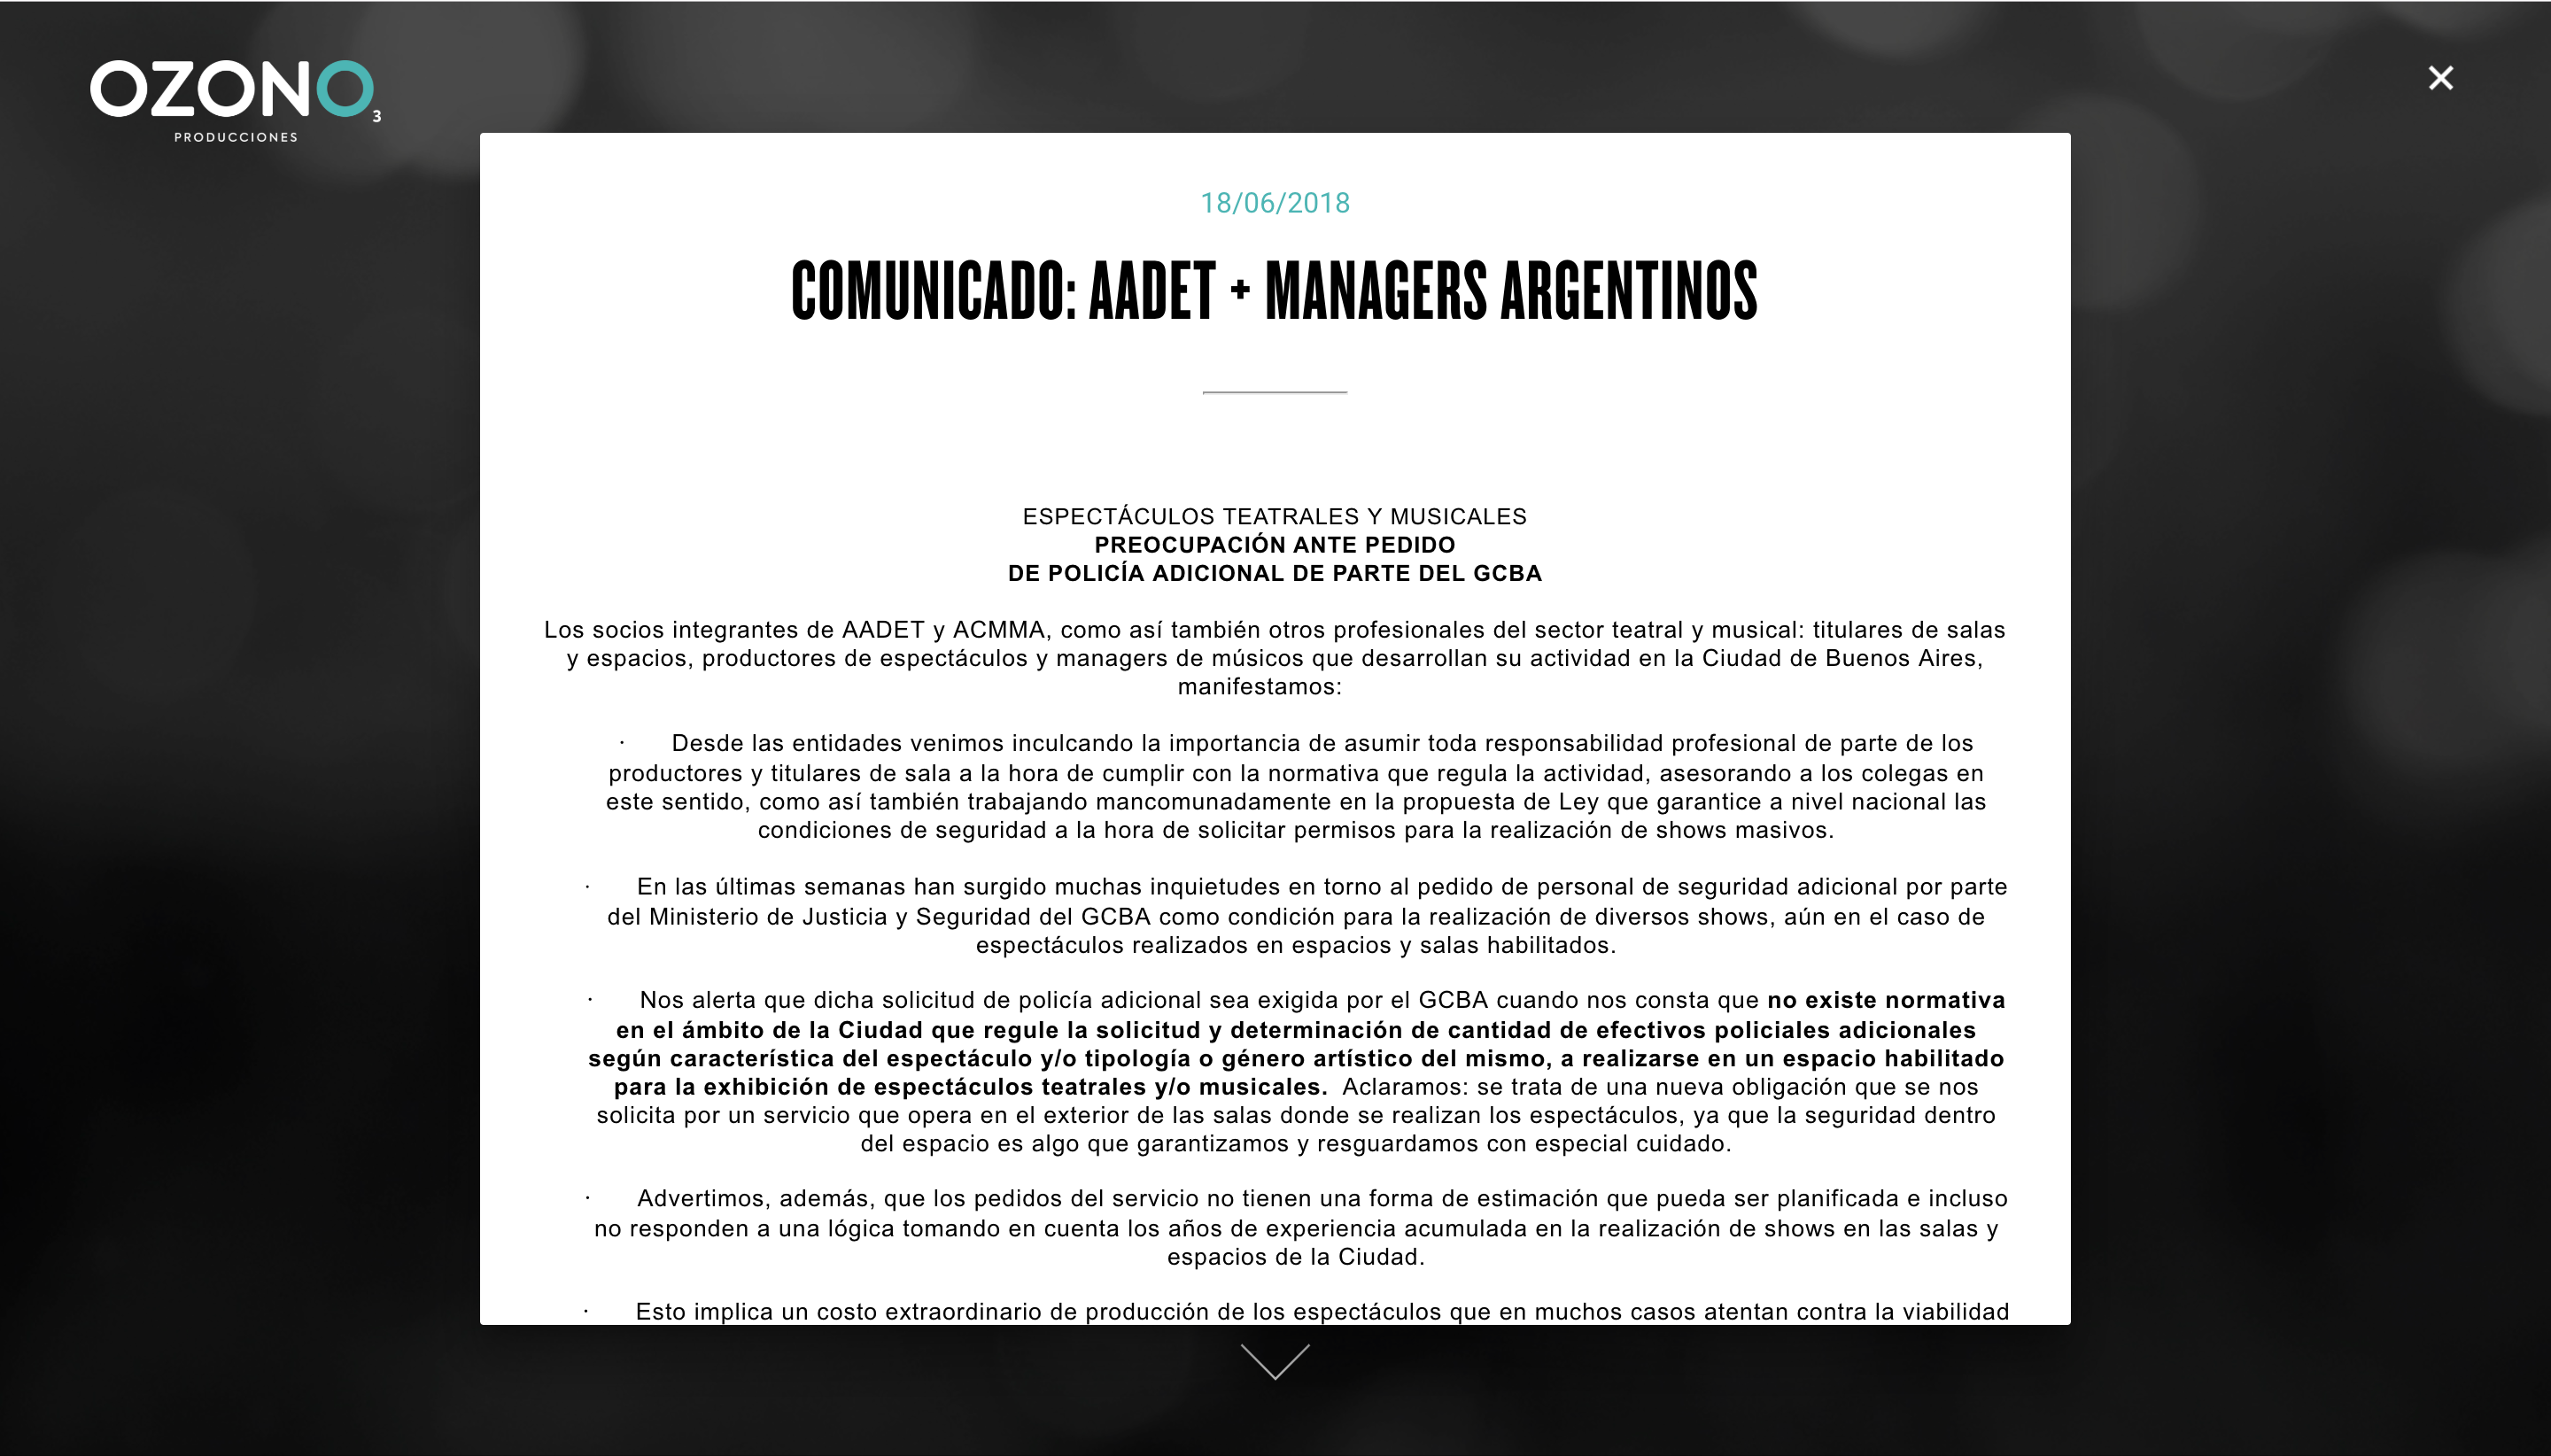 OZONO3
PRODUCCIONES
18/06/2018
COMUNICADO: AADET + MANAGERS ARGENTINOS
ESPECTÁCULOS TEATRALES Y MUSICALES
PREOCUPACIÓN ANTE PEDIDO
DE POLICÍA ADICIONAL DE PARTE DEL GCBA
Los socios integrantes de AADET y ACMMA, como así también otros profesionales del sector teatral y musical: titulares de salas
y espacios, productores de espectáculos y managers de músicos que desarrollan su actividad en la Ciudad de Buenos Aires,
manifestamos:
· Desde las entidades venimos inculcando la importancia de asumir toda responsabilidad profesional de parte de los
productores y titulares de sala a la hora de cumplir con la normativa que regula la actividad, asesorando a los colegas en
este sentido, como así también trabajando mancomunadamente en la propuesta de Ley que garantice a nivel nacional las
condiciones de seguridad a la hora de solicitar permisos para la realización de shows masivos.
· En las últimas semanas han surgido muchas inquietudes en torno al pedido de personal de seguridad adicional por parte
del Ministerio de Justicia y Seguridad del GCBA como condición para la realización de diversos shows, aún en el caso de
espectáculos realizados en espacios y salas habilitados.
· Nos alerta que dicha solicitud de policía adicional sea exigida por el GCBA cuando nos consta que no existe normativa
en el ámbito de la Ciudad que regule la solicitud y determinación de cantidad de efectivos policiales adicionales
según característica del espectáculo y/o tipología o género artístico del mismo, a realizarse en un espacio habilitado
para la exhibición de espectáculos teatrales y/o musicales. Aclaramos: se trata de una nueva obligación que se nos
solicita por un servicio que opera en el exterior de las salas donde se realizan los espectáculos, ya que la seguridad dentro
del espacio es algo que garantizamos y resguardamos con especial cuidado.
· Advertimos, además, que los pedidos del servicio no tienen una forma de estimación que pueda ser planificada e incluso
no responden a una lógica tomando en cuenta los años de experiencia acumulada en la realización de shows en las salas y
espacios de la Ciudad.
· Esto implica un costo extraordinario de producción de los espectáculos que en muchos casos atentan contra la viabilidad